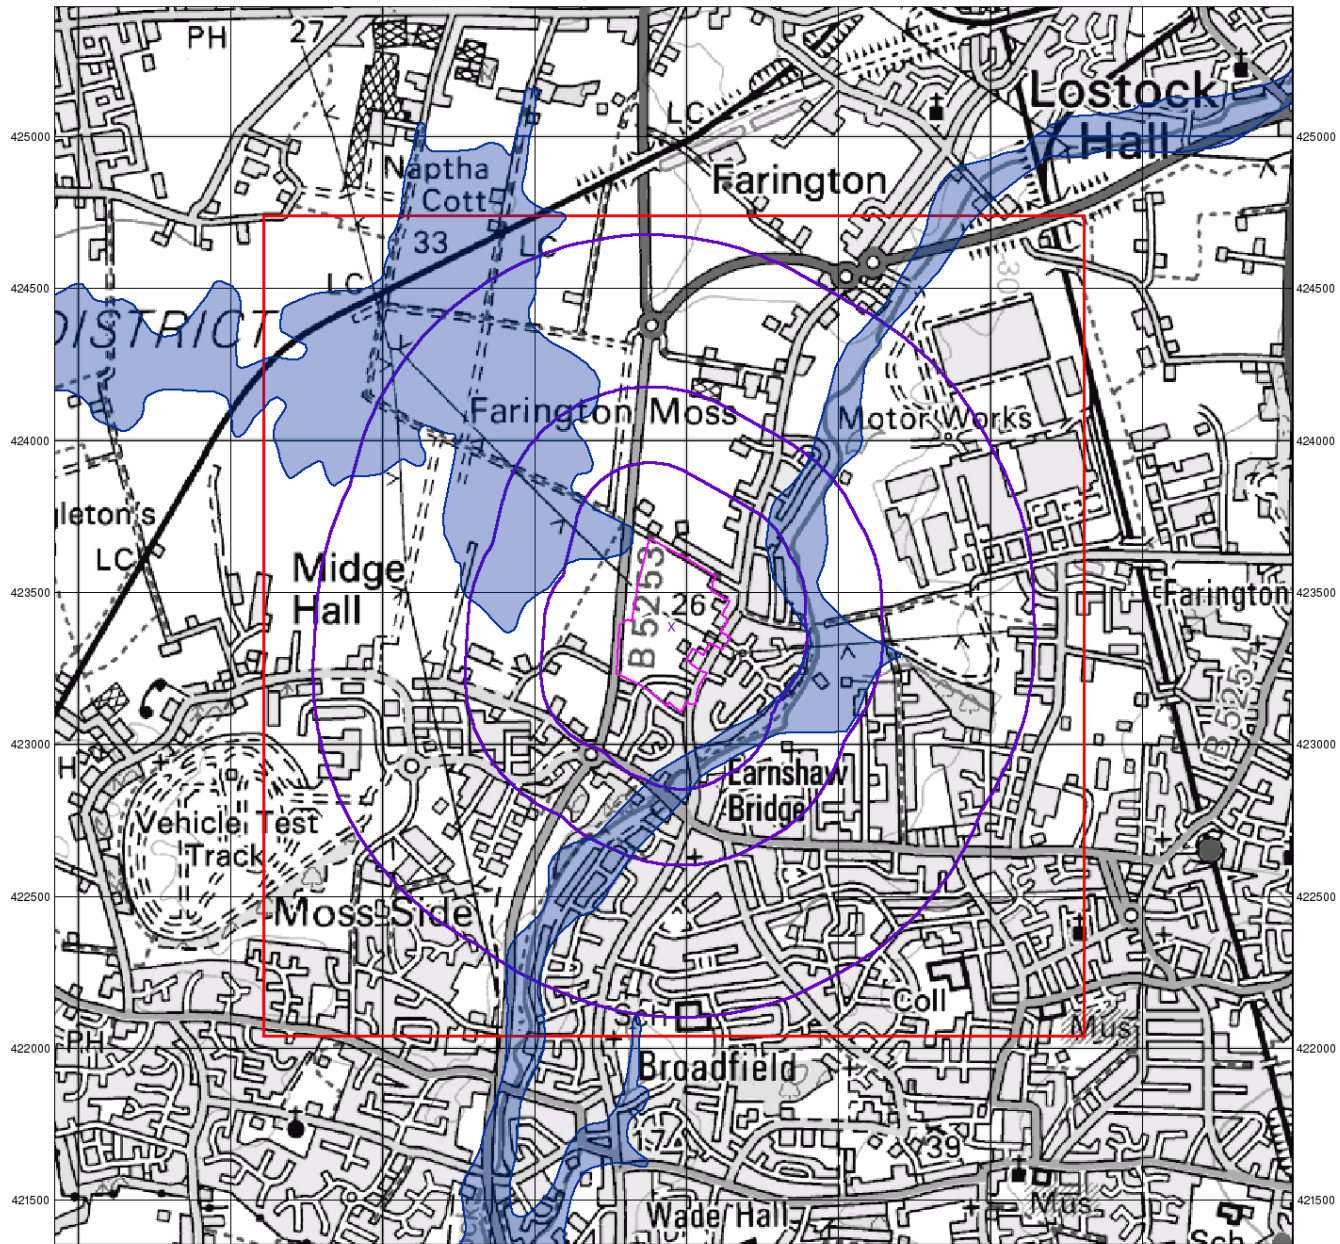 PH
27
LC
Lostock
Hall
425000
425000
Naptha
Cott
Farington
33
LC
LC
424500
424500
30
DISTRICT
Farington Moss
Motor Works
424000
424000
gleton's
LC
Midge
Hall
B 5253
26
423500
423500
Farington
B 5254
423000
423000
H
Earnshaw
Bridge
Vehicle Test
Track
422500
422500
Moss Side
Coll
Sch
Mus
PH
422000
422000
Broadfield
17
39
421500
421500
Wade Hall
Mus
Sch